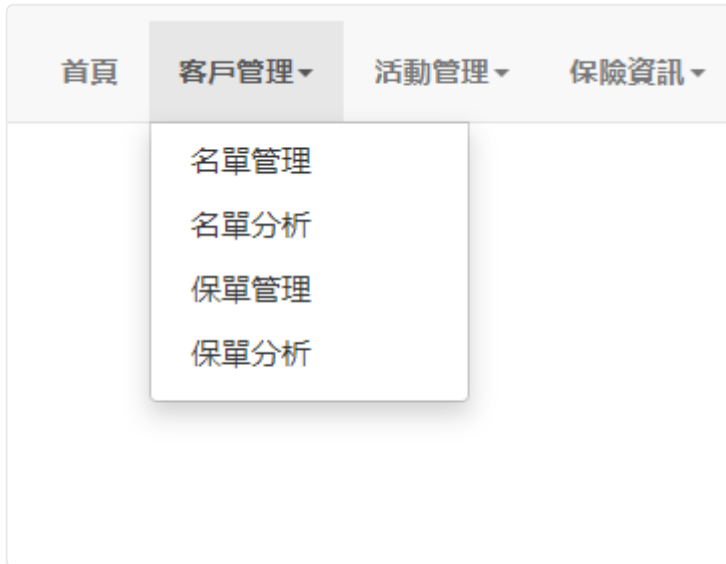 首頁 客戶管理 活動管理 保險資訊
名單管理
名單分析
保單管理
保單分析